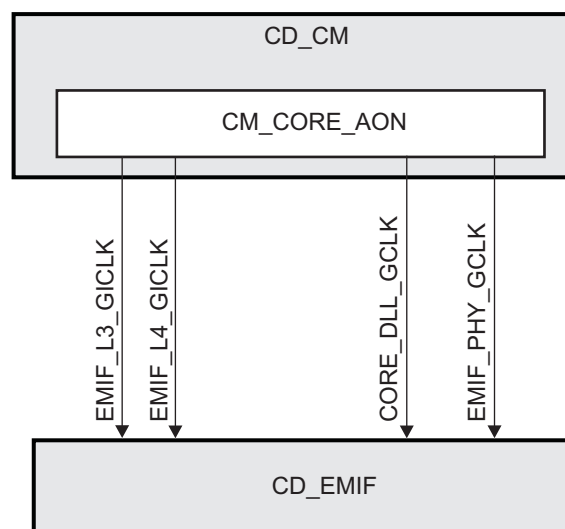 CD_CM
CM_CORE_AON
EMIF_L3_GICLK
EMIF_L4_GICLK
CORE_DLL_GCLK
EMIF_PHY_GCLK
CD_EMIF